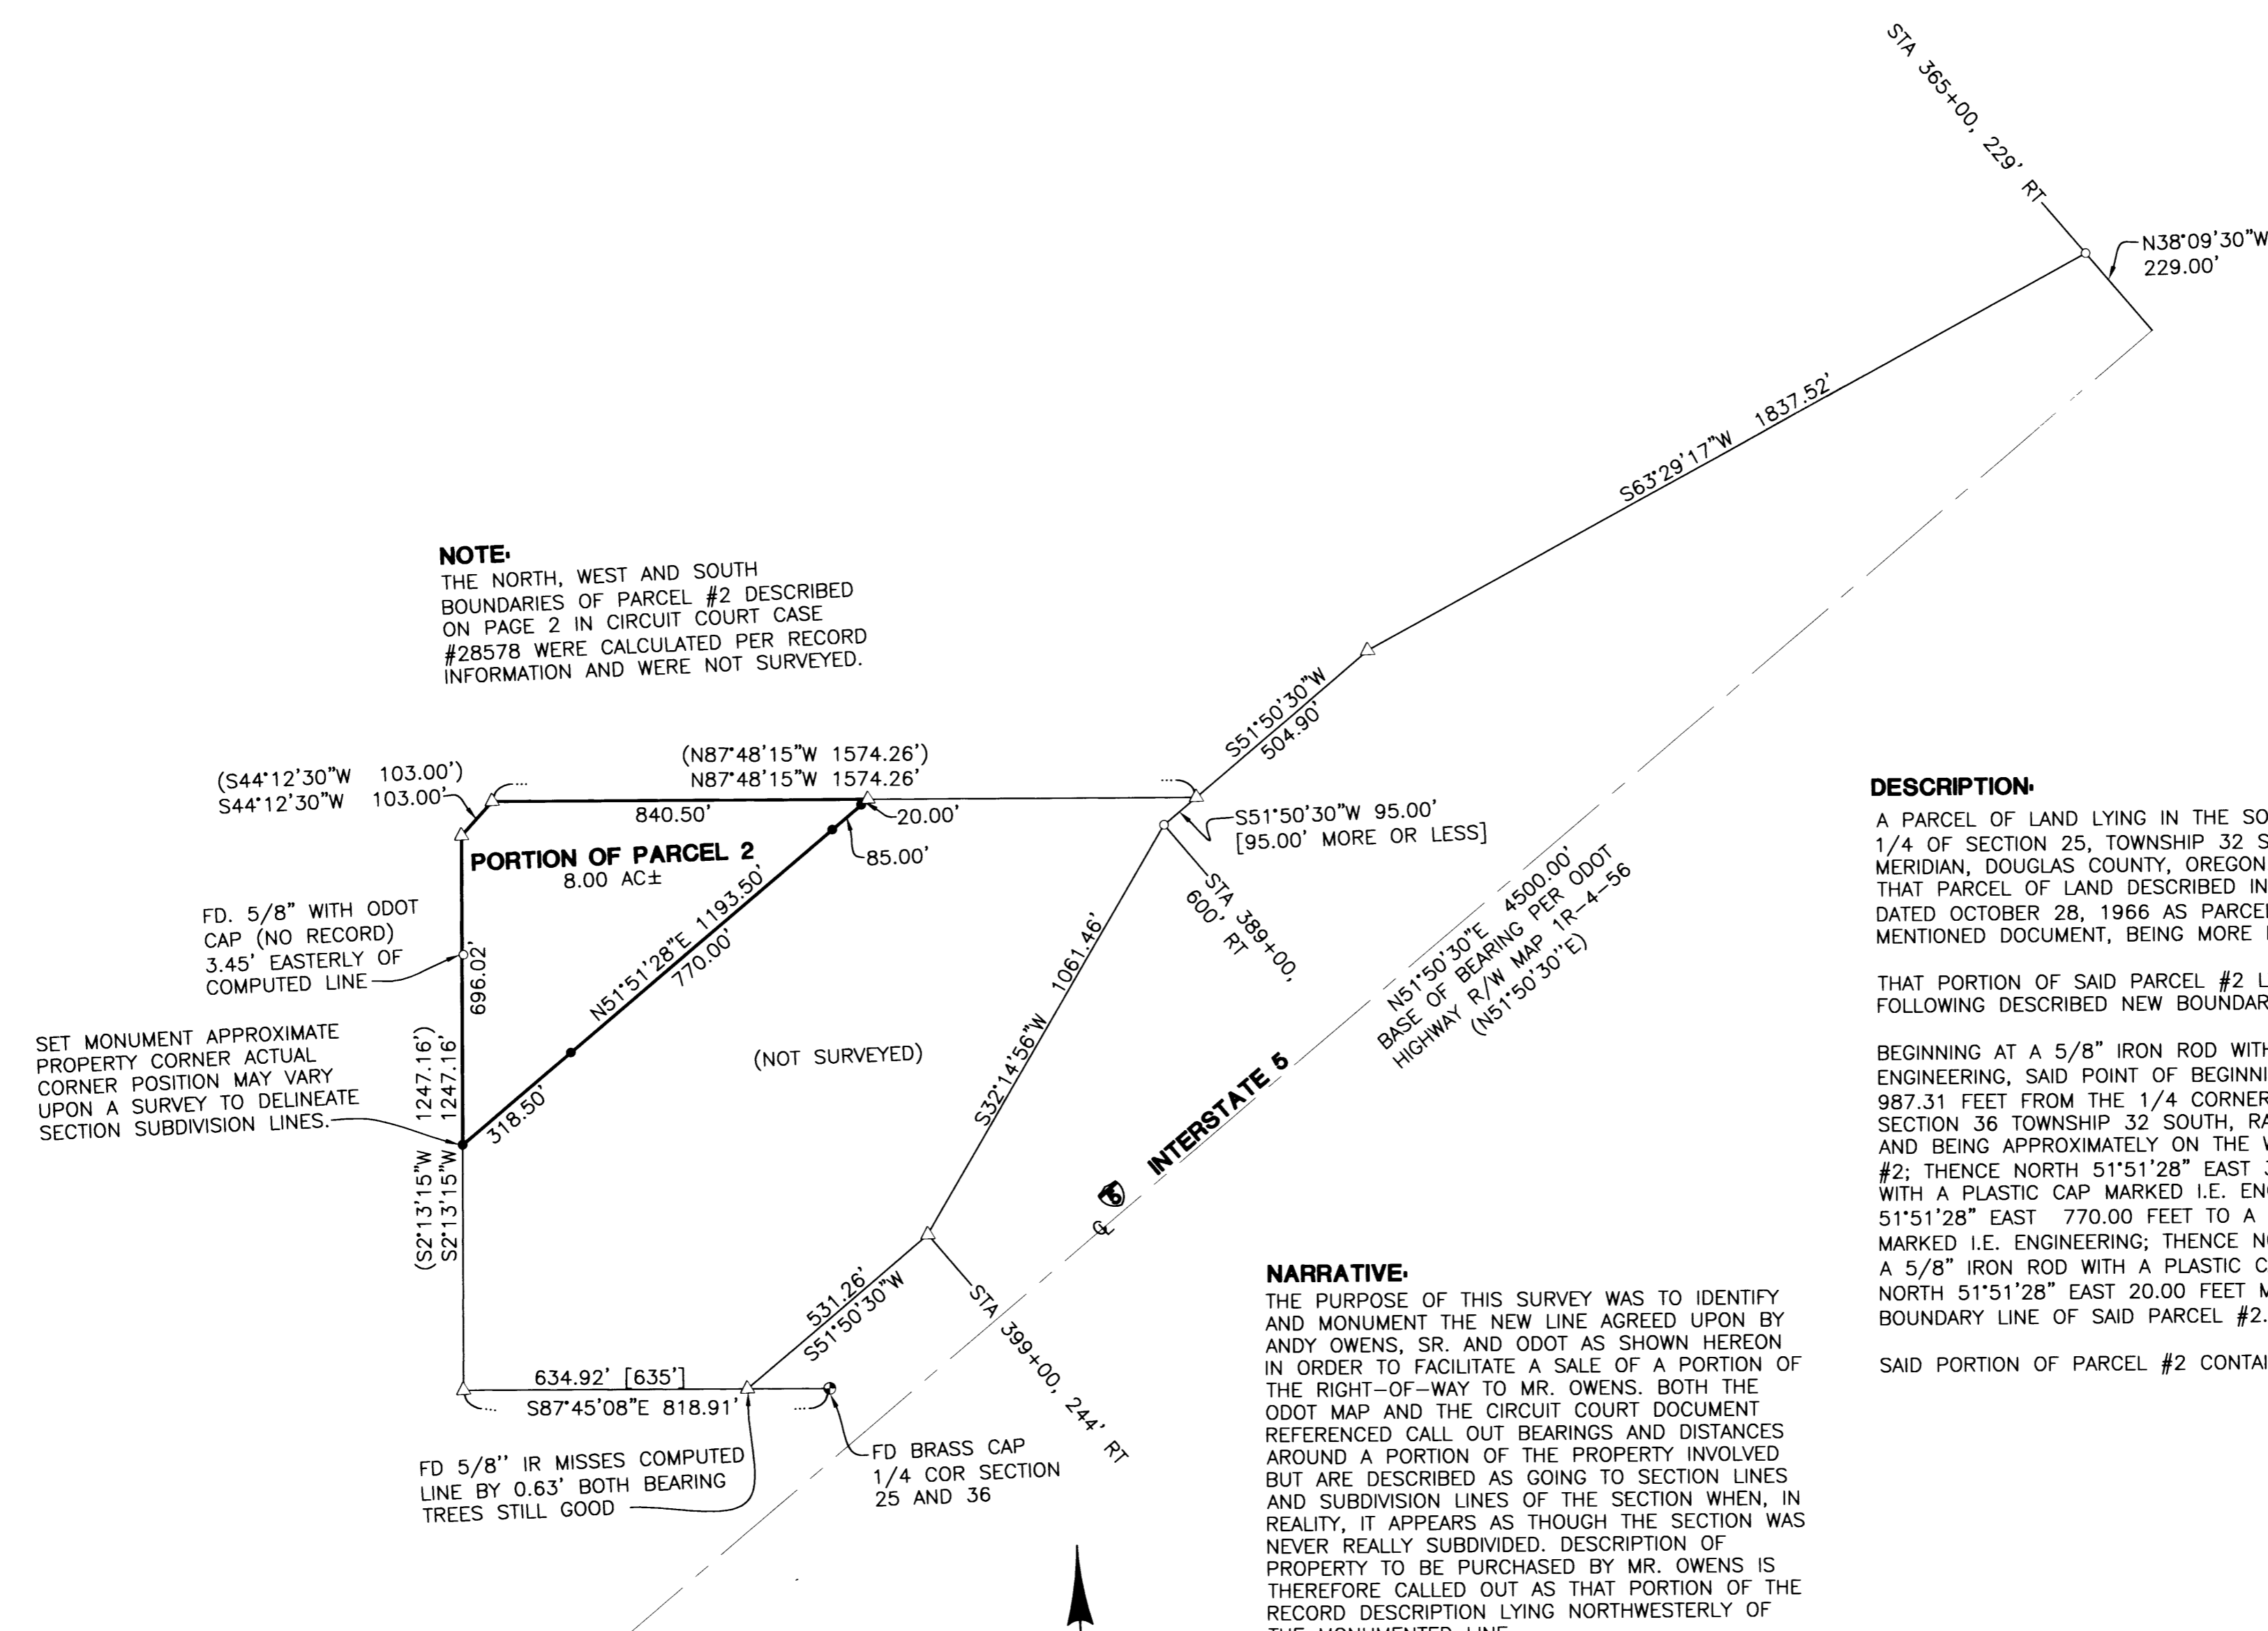 STA 365+00, 229' RT
N38°09'30"W
229.00'
S63°29'17"W 1837.52'
NOTE:
THE NORTH, WEST AND SOUTH
BOUNDARIES OF PARCEL #2 DESCRIBED
ON PAGE 2 IN CIRCUIT COURT CASE
#28578 WERE CALCULATED PER RECORD
INFORMATION AND WERE NOT SURVEYED.
S51°50'30"W
504.90'
(N87°48'15"W 1574.26')
N87°48'15"W 1574.26'
(S44°12'30"W 103.00')
S44°12'30"W 103.00'
840.50'
20.00'
85.00'
S51°50'30"W 95.00'
[95.00' MORE OR LESS]
PORTION OF PARCEL 2
8.00 AC±
STA 389+00,
600' RT
FD. 5/8" WITH ODOT
CAP (NO RECORD)
3.45' EASTERLY OF
COMPUTED LINE
696.02'
N51°51'28"E 1193.50'
770.00'
1061.46'
S32°14'56"W
N51°50'30"E 4500.00'
BASE OF BEARING PER ODOT
HIGHWAY R/W MAP 1R-4-56
(N51°50'30''E)
SET MONUMENT APPROXIMATE
PROPERTY CORNER ACTUAL
CORNER POSITION MAY VARY
UPON A SURVEY TO DELINEATE
SECTION SUBDIVISION LINES.
(S2°13'15"W 1247.16')
S2°13'15"W 1247.16'
318.50'
(NOT SURVEYED)
INTERSTATE 5
5
CL
531.26'
S51°50'30"W
STA 399+00, 244' RT
634.92' [635']
S87°45'08"E 818.91'
FD 5/8'' IR MISSES COMPUTED
LINE BY 0.63' BOTH BEARING
TREES STILL GOOD
FD BRASS CAP
1/4 COR SECTION
25 AND 36
NARRATIVE:
THE PURPOSE OF THIS SURVEY WAS TO IDENTIFY
AND MONUMENT THE NEW LINE AGREED UPON BY
ANDY OWENS, SR. AND ODOT AS SHOWN HEREON
IN ORDER TO FACILITATE A SALE OF A PORTION OF
THE RIGHT-OF-WAY TO MR. OWENS. BOTH THE
ODOT MAP AND THE CIRCUIT COURT DOCUMENT
REFERENCED CALL OUT BEARINGS AND DISTANCES
AROUND A PORTION OF THE PROPERTY INVOLVED
BUT ARE DESCRIBED AS GOING TO SECTION LINES
AND SUBDIVISION LINES OF THE SECTION WHEN, IN
REALITY, IT APPEARS AS THOUGH THE SECTION WAS
NEVER REALLY SUBDIVIDED. DESCRIPTION OF
PROPERTY TO BE PURCHASED BY MR. OWENS IS
THEREFORE CALLED OUT AS THAT PORTION OF THE
RECORD DESCRIPTION LYING NORTHWESTERLY OF
THE MONUMENTED LINE
DESCRIPTION:
A PARCEL OF LAND LYING IN THE SO
1/4 OF SECTION 25, TOWNSHIP 32 S
MERIDIAN, DOUGLAS COUNTY, OREGON
THAT PARCEL OF LAND DESCRIBED IN
DATED OCTOBER 28, 1966 AS PARCEL
MENTIONED DOCUMENT, BEING MORE
THAT PORTION OF SAID PARCEL #2 L
FOLLOWING DESCRIBED NEW BOUNDAR
BEGINNING AT A 5/8" IRON ROD WITH
ENGINEERING, SAID POINT OF BEGINNI
987.31 FEET FROM THE 1/4 CORNER
SECTION 36 TOWNSHIP 32 SOUTH, RA
AND BEING APPROXIMATELY ON THE W
#2; THENCE NORTH 51°51'28" EAST 3
WITH A PLASTIC CAP MARKED I.E. EN
51°51'28" EAST 770.00 FEET TO A
MARKED I.E. ENGINEERING; THENCE N
A 5/8" IRON ROD WITH A PLASTIC C
NORTH 51°51'28" EAST 20.00 FEET M
BOUNDARY LINE OF SAID PARCEL #2.
SAID PORTION OF PARCEL #2 CONTAI